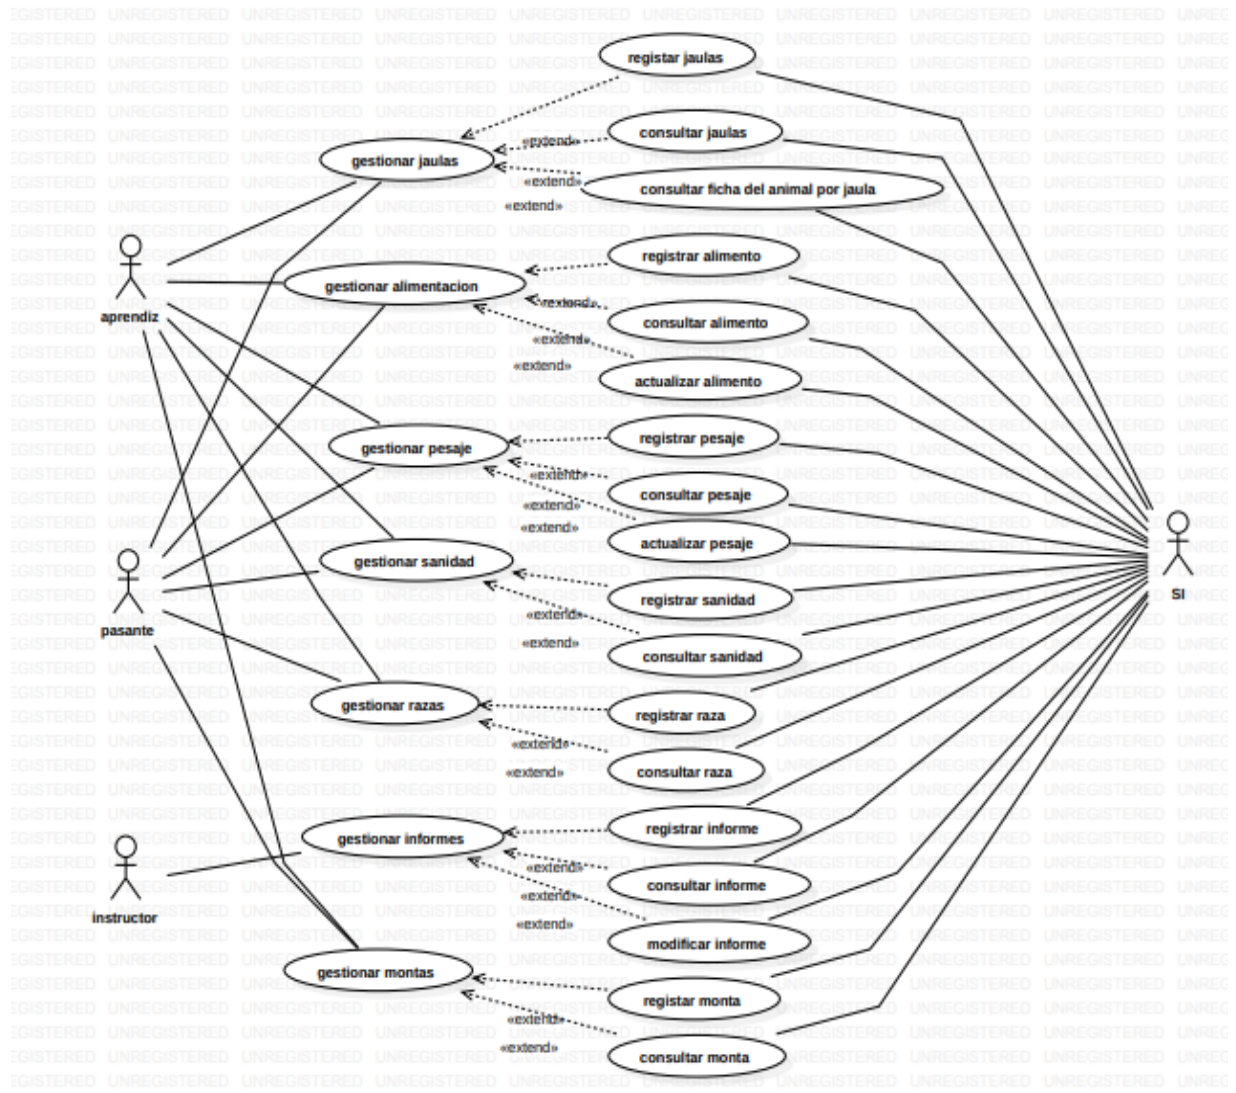 registar jaulas
consultar jaulas
«extend»
gestionar jaulas
«extend»
consultar ficha del animal por jaula
«extend»
registrar alimento
gestionar alimentacion
«extend»
aprendiz
consultar alimento
«extend»
«extend»
actualizar alimento
registrar pesaje
gestionar pesaje
«extend»
consultar pesaje
«extend»
«extend»
actualizar pesaje
gestionar sanidad
SI
registrar sanidad
«extend»
pasante
«extend»
consultar sanidad
gestionar razas
registrar raza
«extend»
«extend»
consultar raza
registrar informe
gestionar informes
«extend»
consultar informe
«extend»
instructor
«extend»
modificar informe
gestionar montas
registar monta
«extend»
«extend»
consultar monta
UNREGISTERED